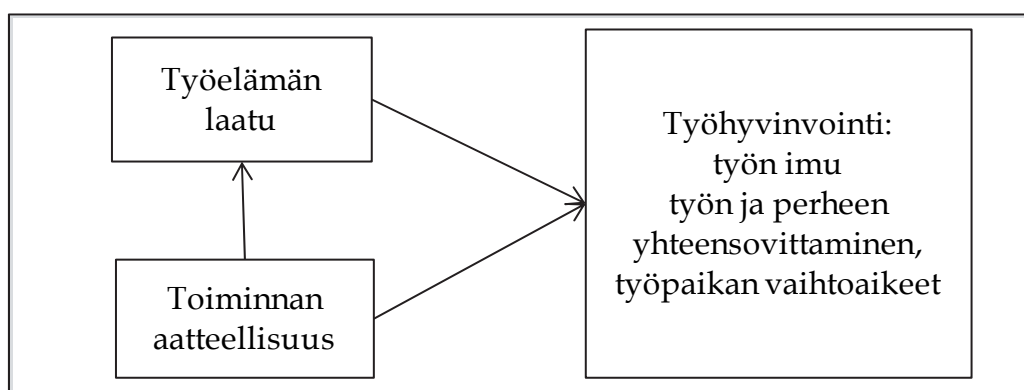 Työelämän
laatu
Toiminnan
aatteellisuus
Työhyvinvointi:
työn imu
työn ja perheen
yhteensovittaminen,
työpaikan vaihtoaikeet